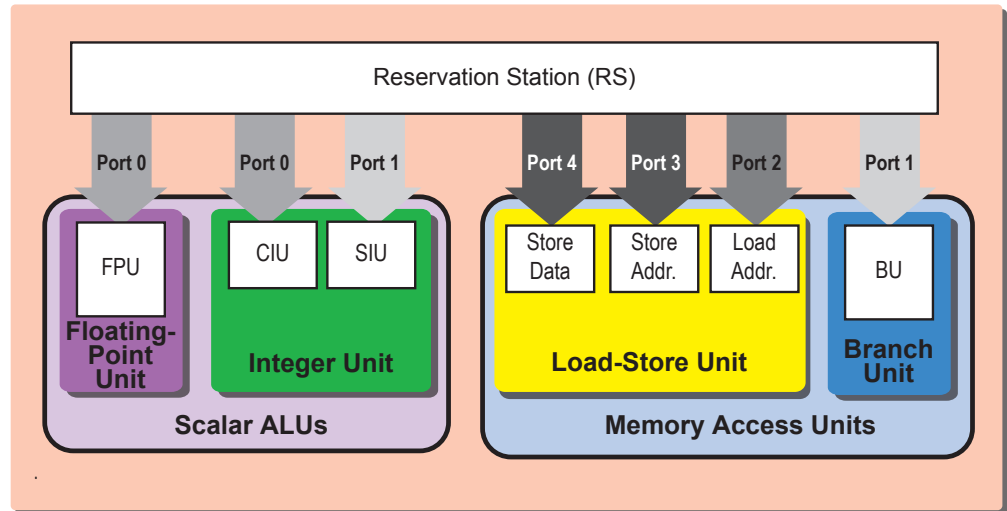 Reservation Station (RS)
Port 0
Port 0
Port 1
Port 4
Port 3
Port 2
Port 1
FPU
CIU
SIU
Store
Data
Store
Addr.
Load
Addr.
BU
Floating-
Point
Unit
Integer Unit
Load-Store Unit
Branch
Unit
Scalar ALUs
Memory Access Units
.